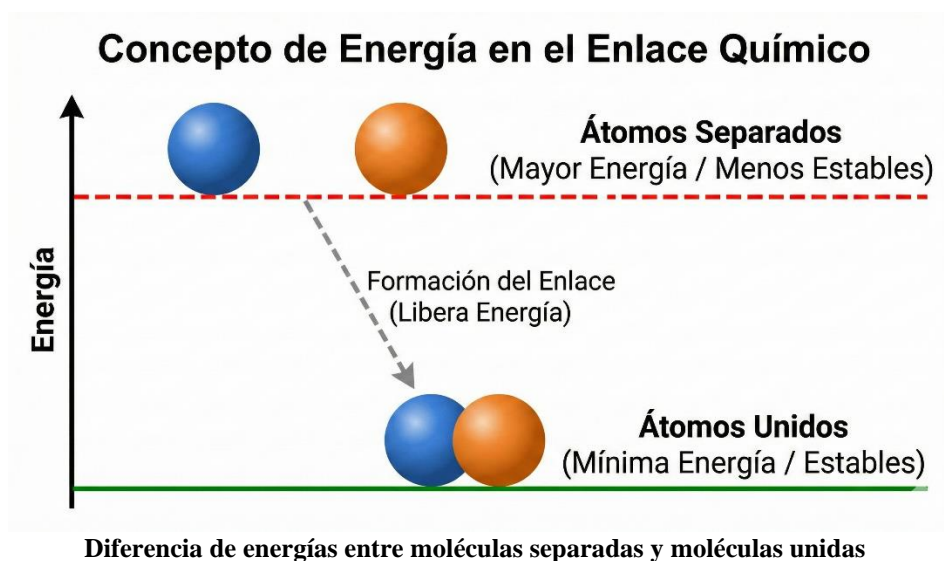 Concepto de Energía en el Enlace Químico
Átomos Separados
(Mayor Energía / Menos Estables)
Energía
Formación del Enlace
(Libera Energía)
Átomos Unidos
(Mínima Energía / Estables)
Diferencia de energías entre moléculas separadas y moléculas unidas